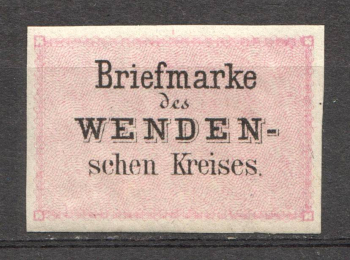 Briefmarke
des
WENDEN-
schen Kreises.